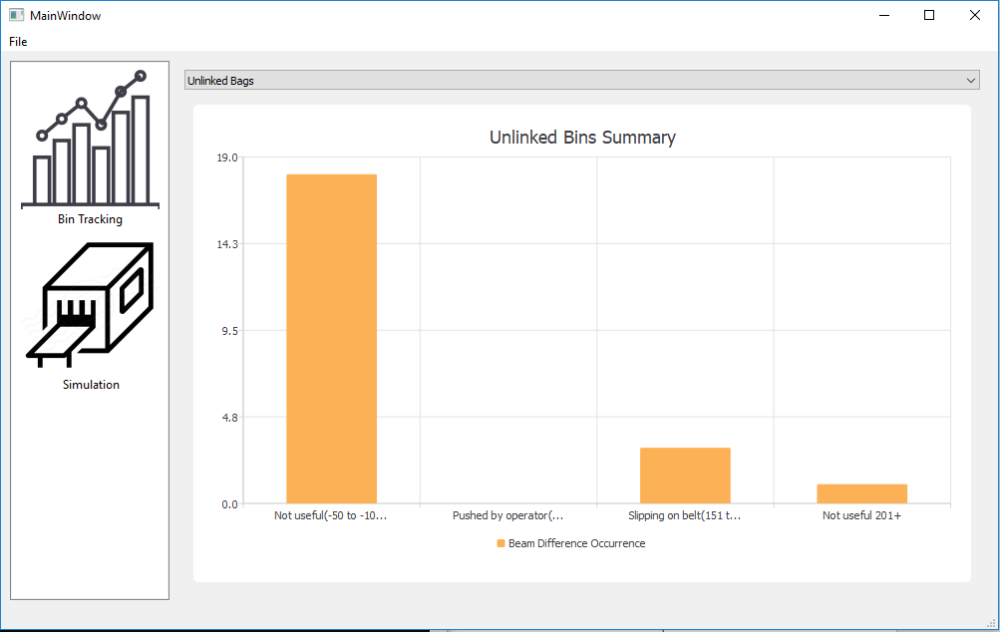 MainWindow
File
Unlinked Bags
Bin Tracking
Simulation
Unlinked Bins Summary
19.0
14.3
9.5
4.8
0.0
Not useful(-50 to -10... Pushed by operator(... Slipping on belt(151 t... Not useful 201+
Beam Difference Occurrence